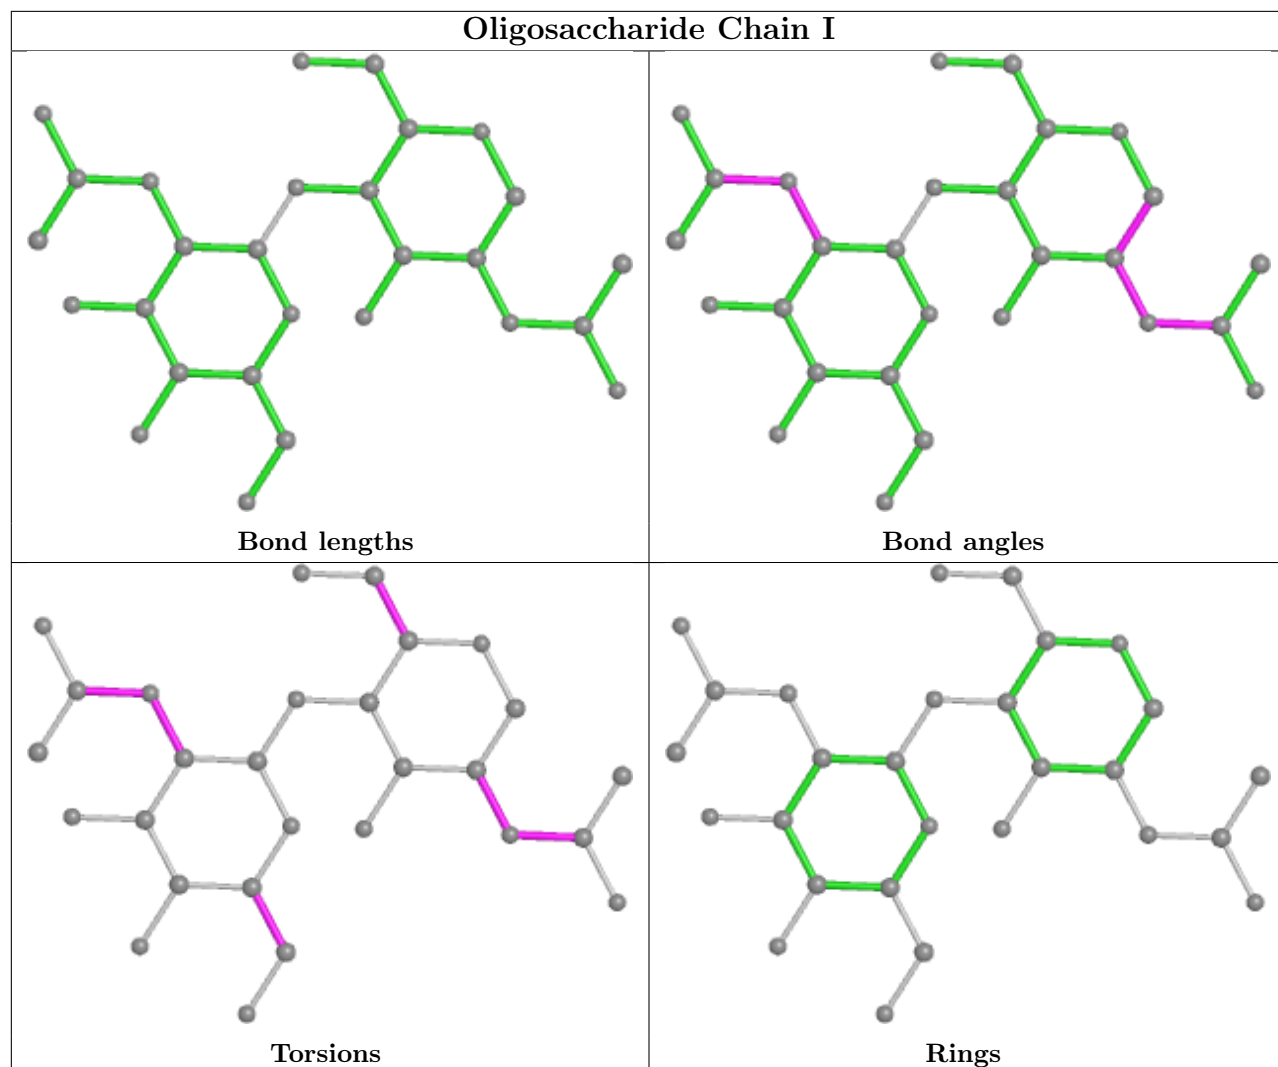 Oligosaccharide Chain I
Bond lengths
Bond angles
Torsions
Rings